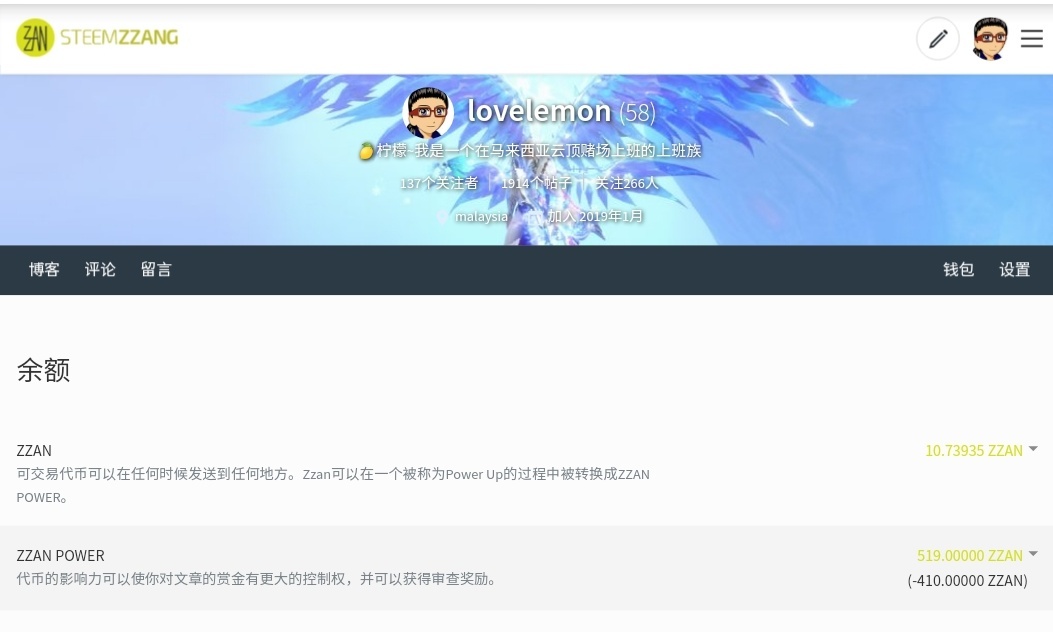 ZAN STEEMZZANG
lovelemon (58)
柠檬-我是一个在马来西亚云顶赌场上班的上班族
137个关注者 | 1914个帖子 | 关注266人
malaysia 加入 2019年1月
博客 评论 留言 钱包 设置
余额
ZZAN 10.73935 ZZAN
可交易代币可以在任何时候发送到任何地方。Zzan可以在一个被称为Power Up的过程中被转换成ZZAN
POWER。
ZZAN POWER 519.00000 ZZAN
代币的影响力可以使你对文章的赏金有更大的控制权，并可以获得审查奖励。 (-410.00000 ZZAN)